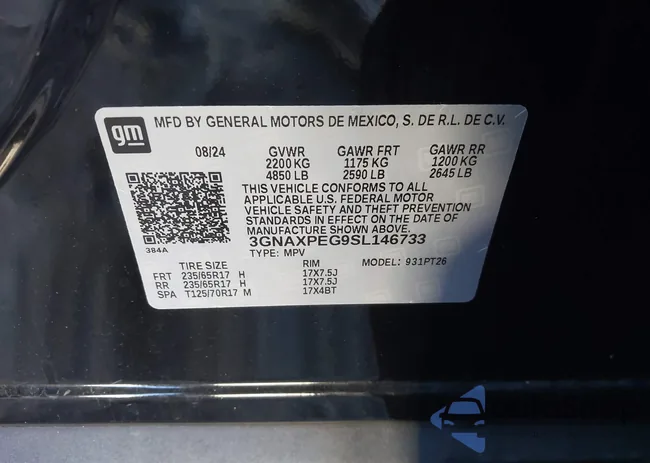 gm
MFD BY GENERAL MOTORS DE MEXICO, S. DE R.L. DE C.V.
08/24 GVWR GAWR FRT GAWR RR
2200 KG 1175 KG 1200 KG
4850 LB 2590 LB 2645 LB
THIS VEHICLE CONFORMS TO ALL
APPLICABLE U.S. FEDERAL MOTOR
VEHICLE SAFETY AND THEFT PREVENTION
STANDARDS IN EFFECT ON THE DATE OF
MANUFACTURE SHOWN ABOVE.
384A 3GNAXPEG9SL146733
TYPE: MPV
TIRE SIZE RIM MODEL: 931PT26
FRT 235/65R17 H 17X7.5J
RR 235/65R17 H 17X7.5J
SPA T125/70R17 M 17X4BT